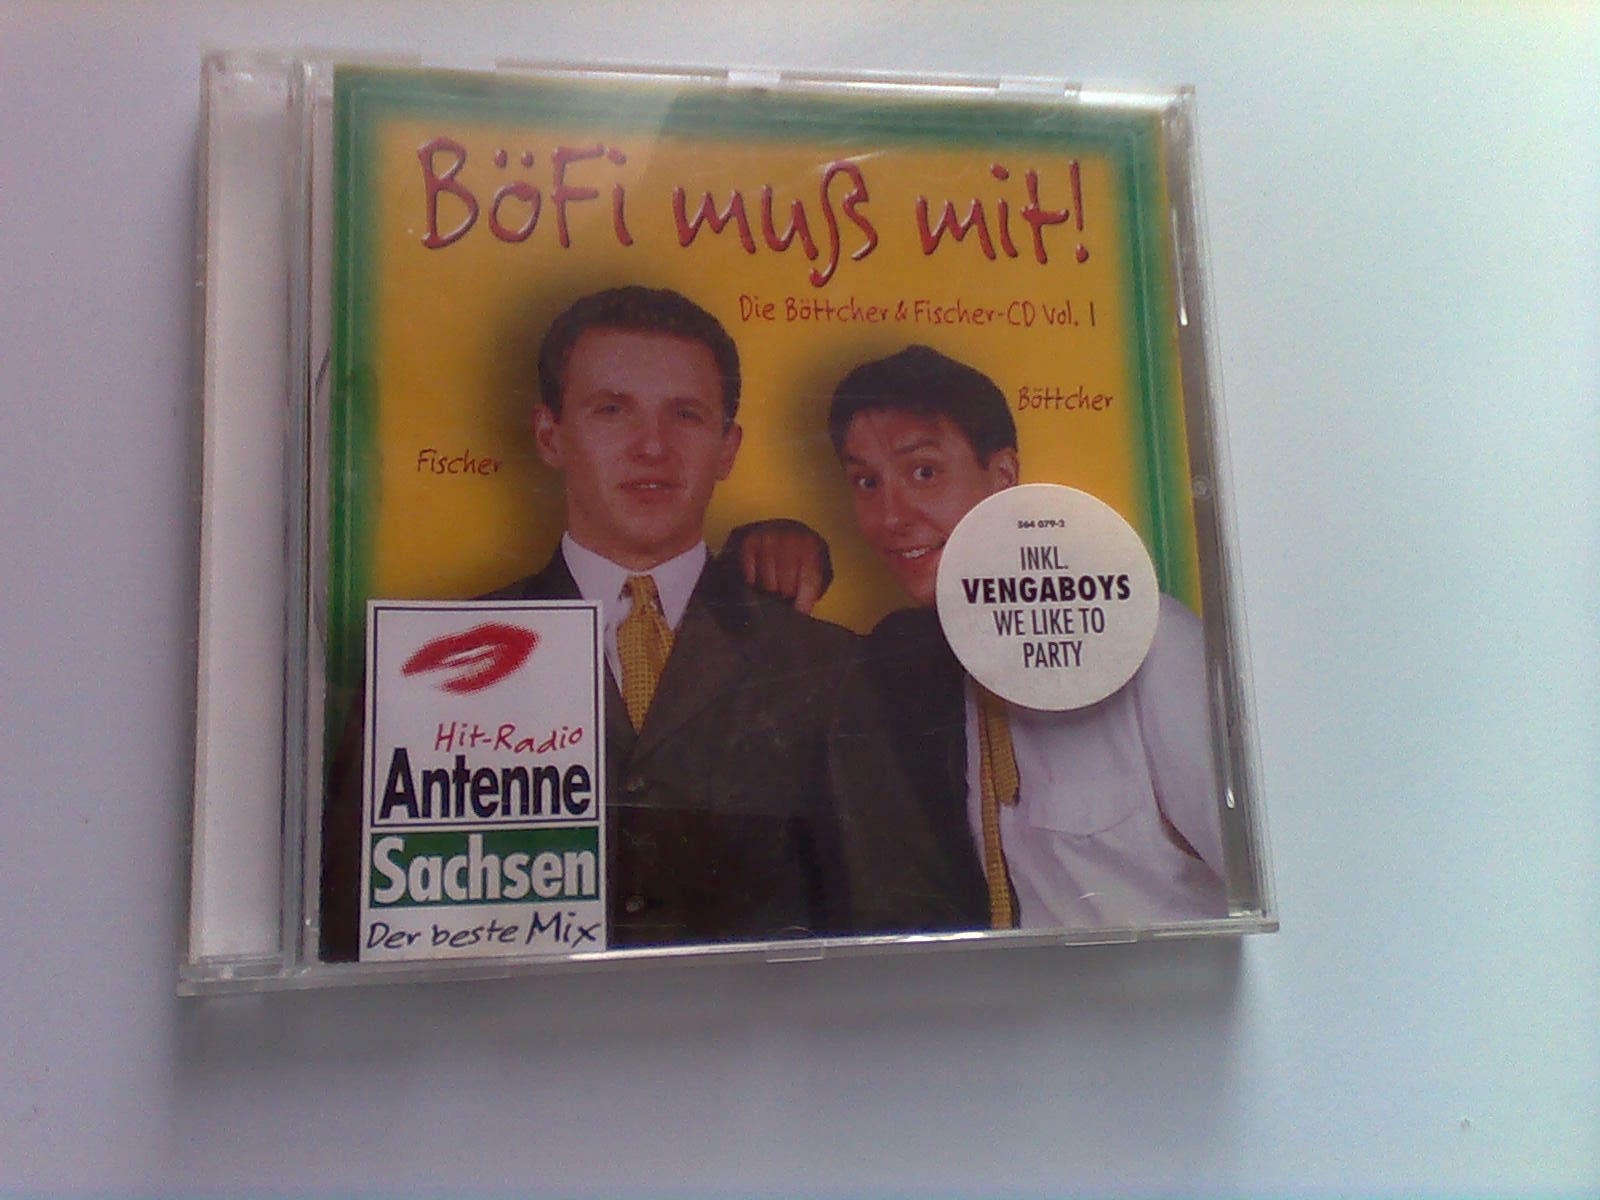 BöFi muß mit!
Die Böttcher & Fischer-CD Vol. 1
Böttcher
Fischer
564 079-2
INKL.
VENGABOYS
WE LIKE TO
PARTY
Hit-Radio
Antenne
Sachsen
Der beste Mix